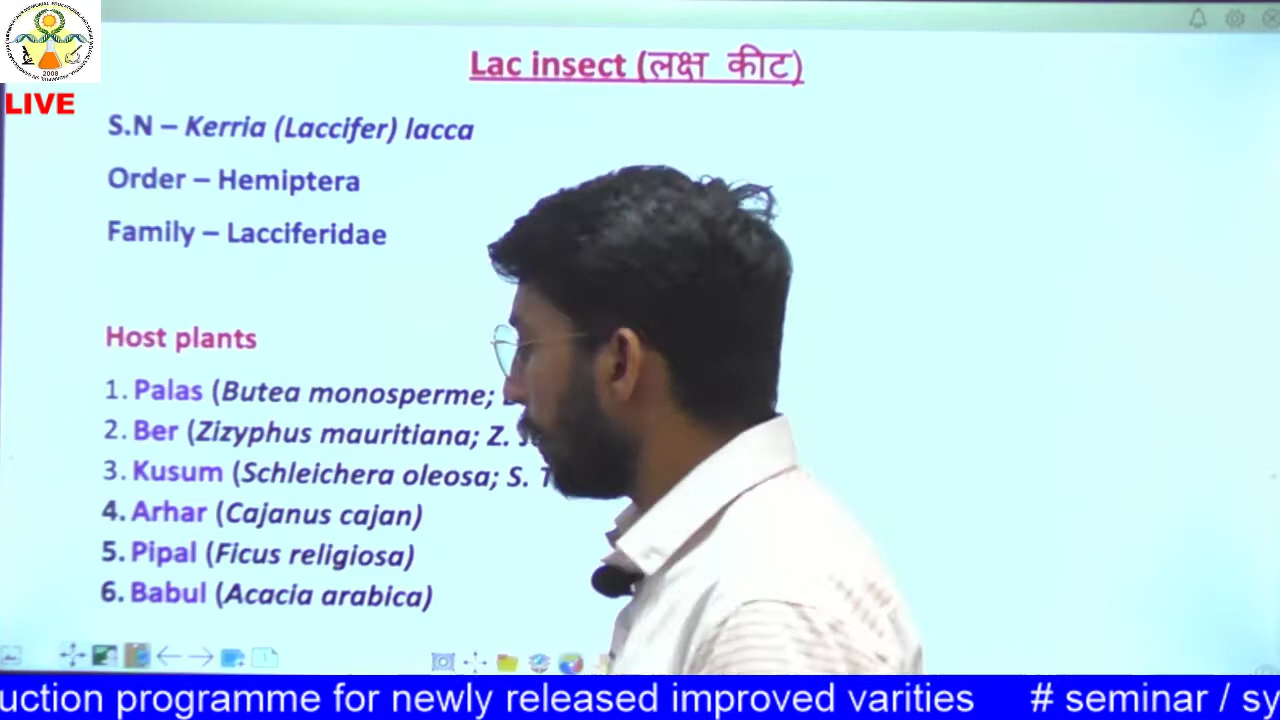 Lac insect (लक्ष कीट)
LIVE
S.N – Kerria (Laccifer) lacca
Order – Hemiptera
Family – Lacciferidae
Host plants
1. Palas (Butea monosperme;
2. Ber (Zizyphus mauritiana; Z.
3. Kusum (Schleichera oleosa; S.
4. Arhar (Cajanus cajan)
5. Pipal (Ficus religiosa)
6. Babul (Acacia arabica)
uction programme for newly released improved varities # seminar / sy
2008